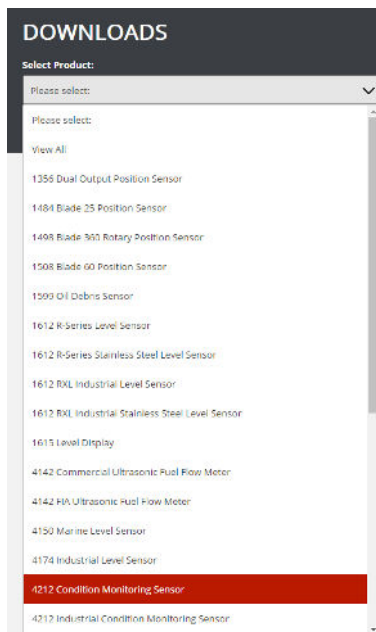 DOWNLOADS
Select Product:
Please select:
Please select:
View All
1356 Dual Output Position Sensor
1484 Blade 25 Position Sensor
1498 Blade 360 Rotary Position Sensor
1508 Blade 60 Position Sensor
1599 Oil Debris Sensor
1612 R-Series Level Sensor
1612 R-Series Stainless Steel Level Sensor
1612 RXL Industrial Level Sensor
1612 RXL Industrial Stainless Steel Level Sensor
1615 Level Display
4142 Commercial Ultrasonic Fuel Flow Meter
4142 FIA Ultrasonic Fuel Flow Meter
4150 Marine Level Sensor
4174 Industrial Level Sensor
4212 Condition Monitoring Sensor
4212 Industrial Condition Monitoring Sensor